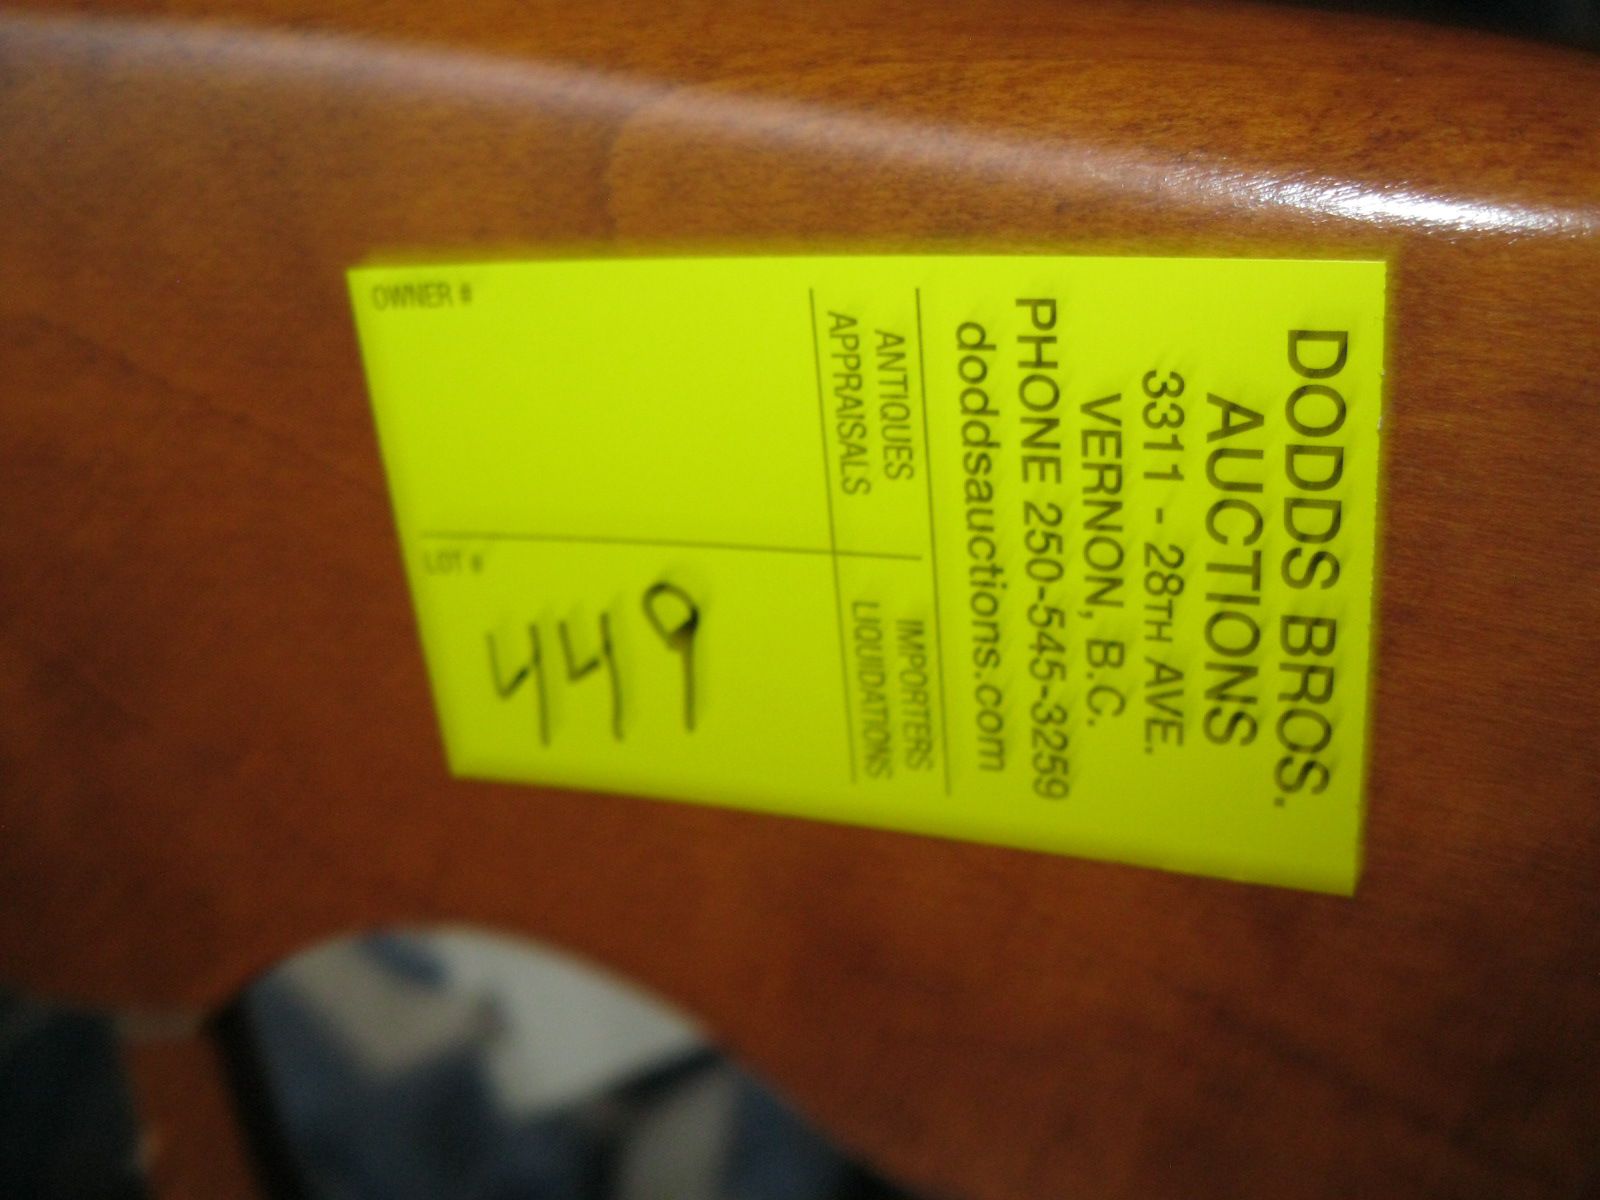 DODDS BROS.
AUCTIONS
3311 - 28TH AVE.
VERNON, B.C.
PHONE 250-545-3259
doddsauctions.com
ANTIQUES
APPRAISALS
IMPORTERS
LIQUIDATIONS
OWNER #
LOT #
449